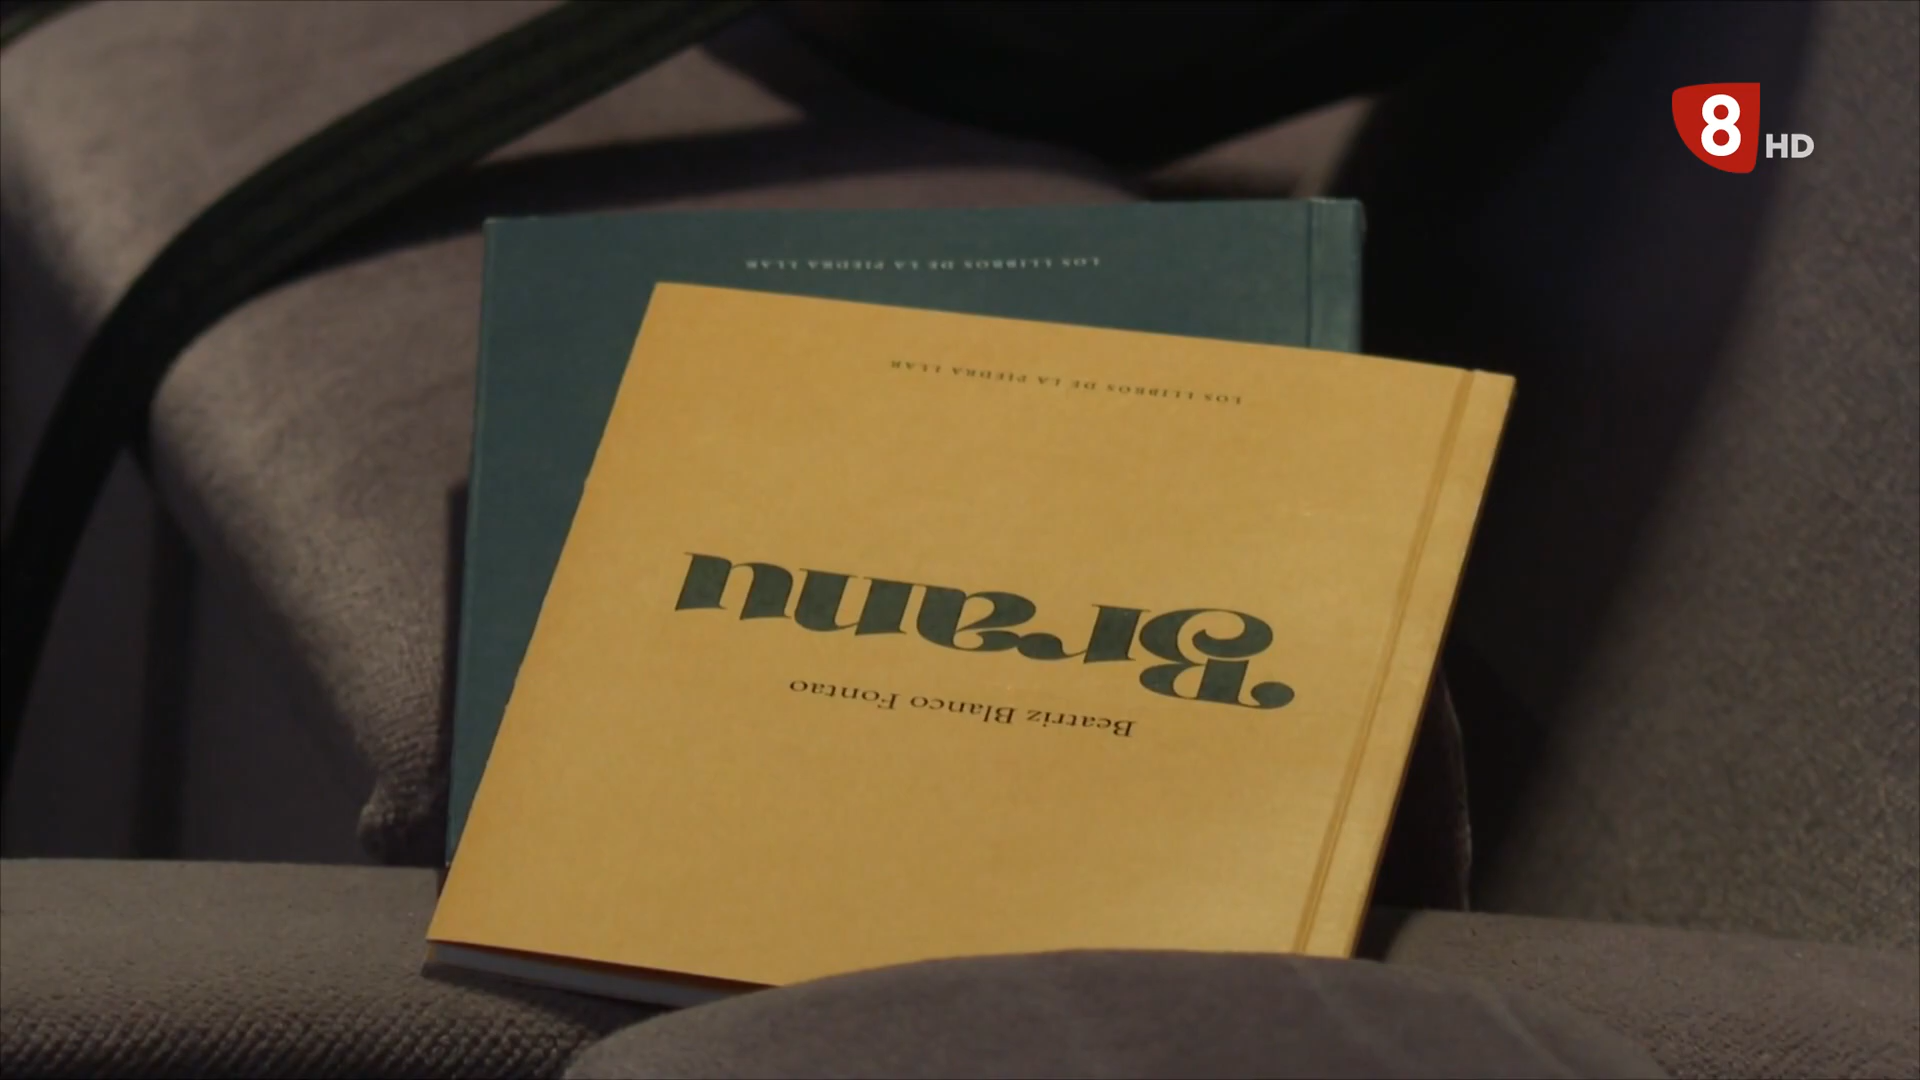 8 HD
LOS LLIBROS DE LA PIEDRA LLAR
Beatriz Blanco Fontao
Branu
LOS LLIBROS DE LA PIEDRA LLAR